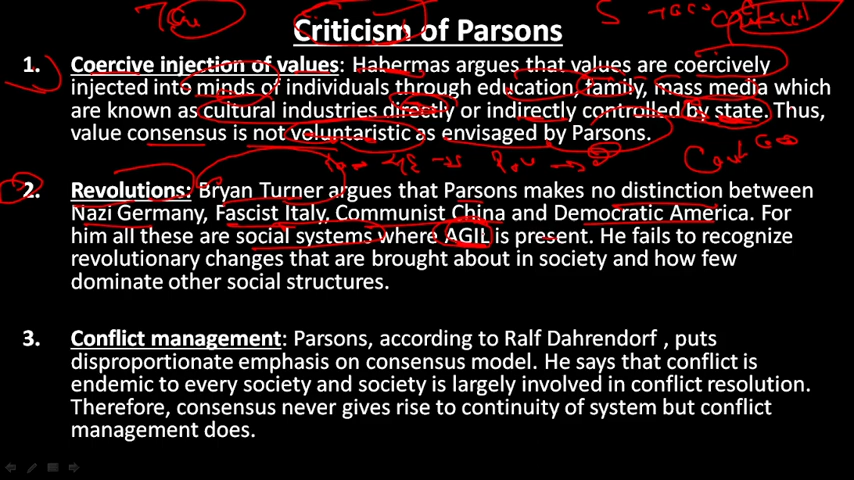 Criticism of Parsons
1. Coercive injection of values: Habermas argues that values are coercively
injected into minds of individuals through education, family, mass media which
are known as cultural industries directly or indirectly controlled by state. Thus,
value consensus is not voluntaristic as envisaged by Parsons.
2. Revolutions: Bryan Turner argues that Parsons makes no distinction between
Nazi Germany, Fascist Italy, Communist China and Democratic America. For
him all these are social systems where AGIL is present. He fails to recognize
revolutionary changes that are brought about in society and how few
dominate other social structures.
3. Conflict management: Parsons, according to Ralf Dahrendorf , puts
disproportionate emphasis on consensus model. He says that conflict is
endemic to every society and society is largely involved in conflict resolution.
Therefore, consensus never gives rise to continuity of system but conflict
management does.